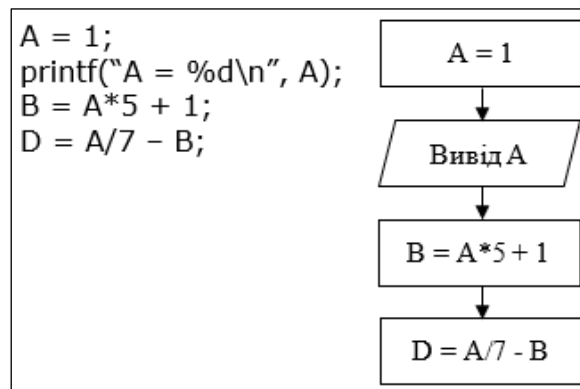 A = 1;
printf(“A = %d\n”, A);
B = A*5 + 1;
D = A/7 – B;
A = 1
Вивід A
B = A*5 + 1
D = A/7 - B